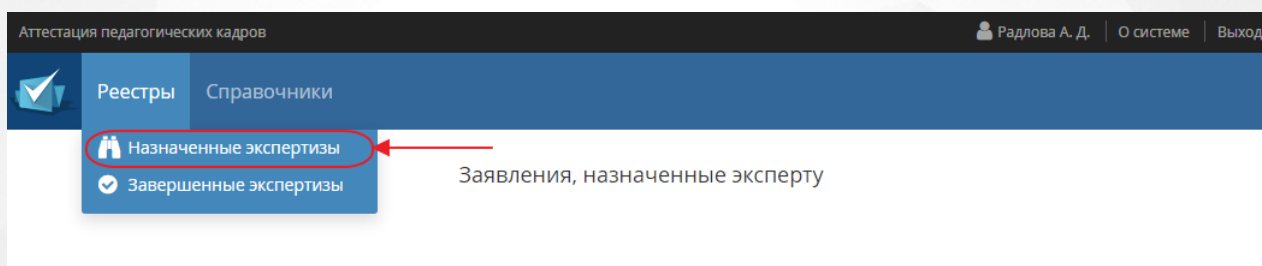 Аттестация педагогических кадров
Радлова А. Д. О системе Выход
Реестры Справочники
Назначенные экспертизы
Завершенные экспертизы
Заявления, назначенные эксперту